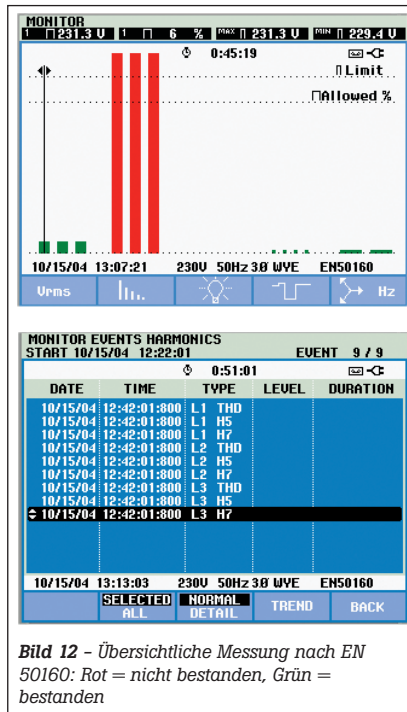 MONITOR
1 ⊓231.3 U 1 ⊓ 6 % MAX ▯ 231.3 U MIN ▯ 229.4 U
0:45:19
▯Limit
⊓Allowed %
10/15/04 13:07:21 230V 50Hz 3.0' WYE EN50160
Vrms Hz
MONITOR EVENTS HARMONICS
START 10/15/04 12:22:01 EVENT 9 / 9
0:51:01
DATE TIME TYPE LEVEL DURATION
10/15/04 12:42:01:800 L1 THD
10/15/04 12:42:01:800 L1 H5
10/15/04 12:42:01:800 L1 H7
10/15/04 12:42:01:800 L2 THD
10/15/04 12:42:01:800 L2 H5
10/15/04 12:42:01:800 L2 H7
10/15/04 12:42:01:800 L3 THD
10/15/04 12:42:01:800 L3 H5
10/15/04 12:42:01:800 L3 H7
10/15/04 13:13:03 230V 50Hz 3.0' WYE EN50160
SELECTED NORMAL TREND BACK
ALL DETAIL
Bild 12 – Übersichtliche Messung nach EN
50160: Rot = nicht bestanden, Grün =
bestanden